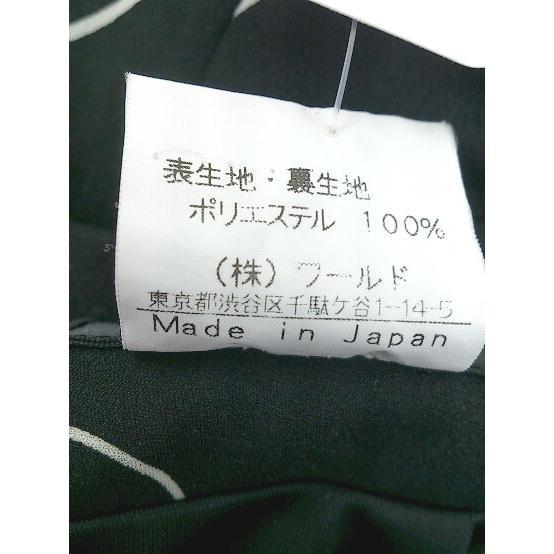 表生地・裏生地
ポリエステル 100%
(株) ワールド
東京都渋谷区千駄ケ谷1-14-5
Made in Japan